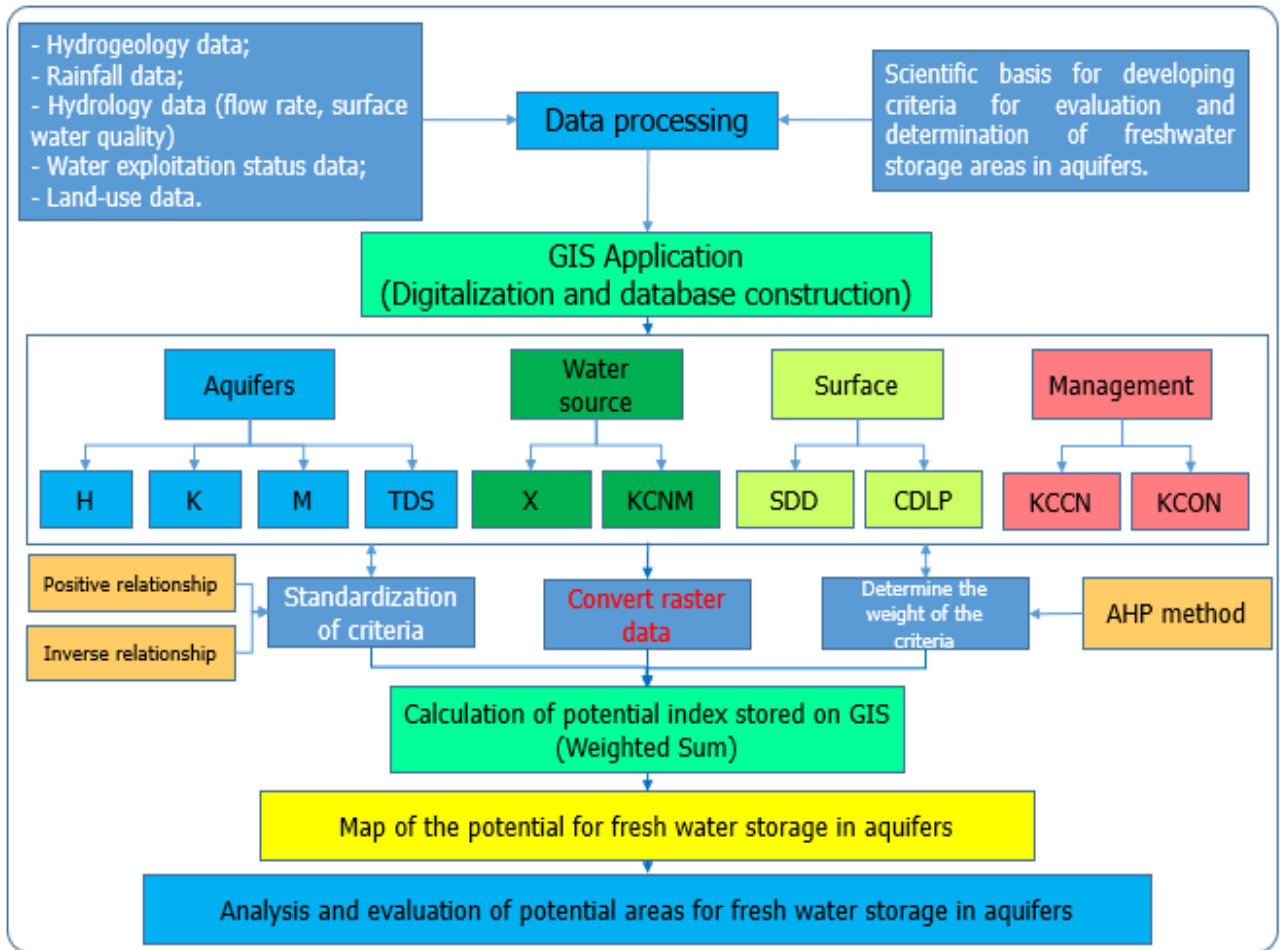 - Hydrogeology data;
- Rainfall data;
- Hydrology data (flow rate, surface
water quality)
- Water exploitation status data;
- Land-use data.
Data processing
Scientific basis for developing
criteria for evaluation and
determination of freshwater
storage areas in aquifers.
GIS Application
(Digitalization and database construction)
Aquifers
Water
source
Surface
Management
H
K
M
TDS
X
KCNM
SDD
CDLP
KCCN
KCON
Positive relationship
Inverse relationship
Standardization
of criteria
Convert raster
data
Determine the
weight of the
criteria
AHP method
Calculation of potential index stored on GIS
(Weighted Sum)
Map of the potential for fresh water storage in aquifers
Analysis and evaluation of potential areas for fresh water storage in aquifers